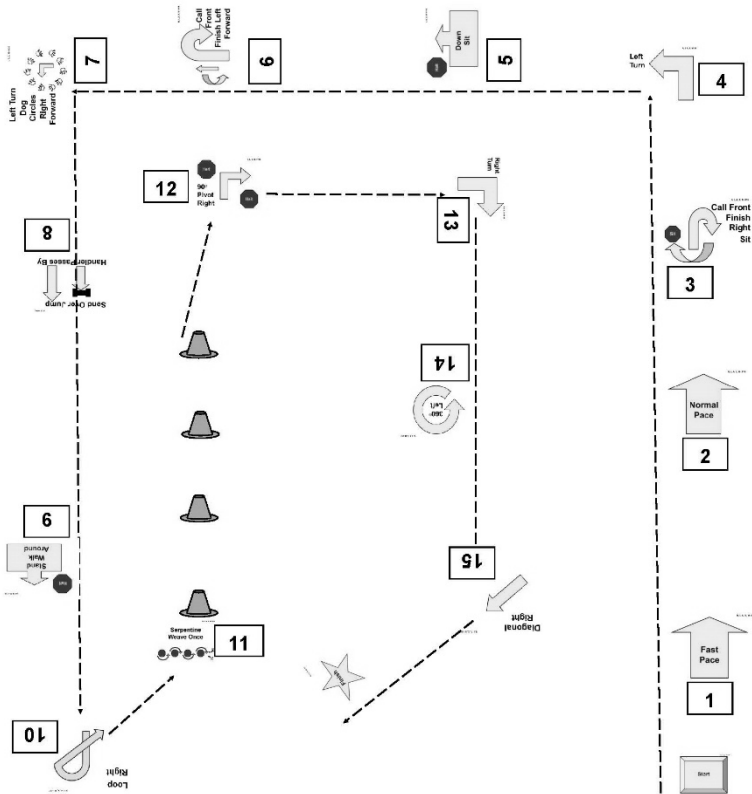 Start
1
Fast
Pace
2
Normal
Pace
3
Call Front
Finish
Right
Sit
4
Left
Turn
5
Down
Sit
6
Call
Front
Finish Left
Forward
7
Left Turn
Dog
Circles
Right
Forward
8
Handler Passes By
Send Over Jump
9
Stand
Walk
Around
10
Loop
Right
11
Serpentine
Weave Once
12
90°
Pivot
Right
13
Right
Turn
14
360°
Left
15
Diagonal
Right
Finish